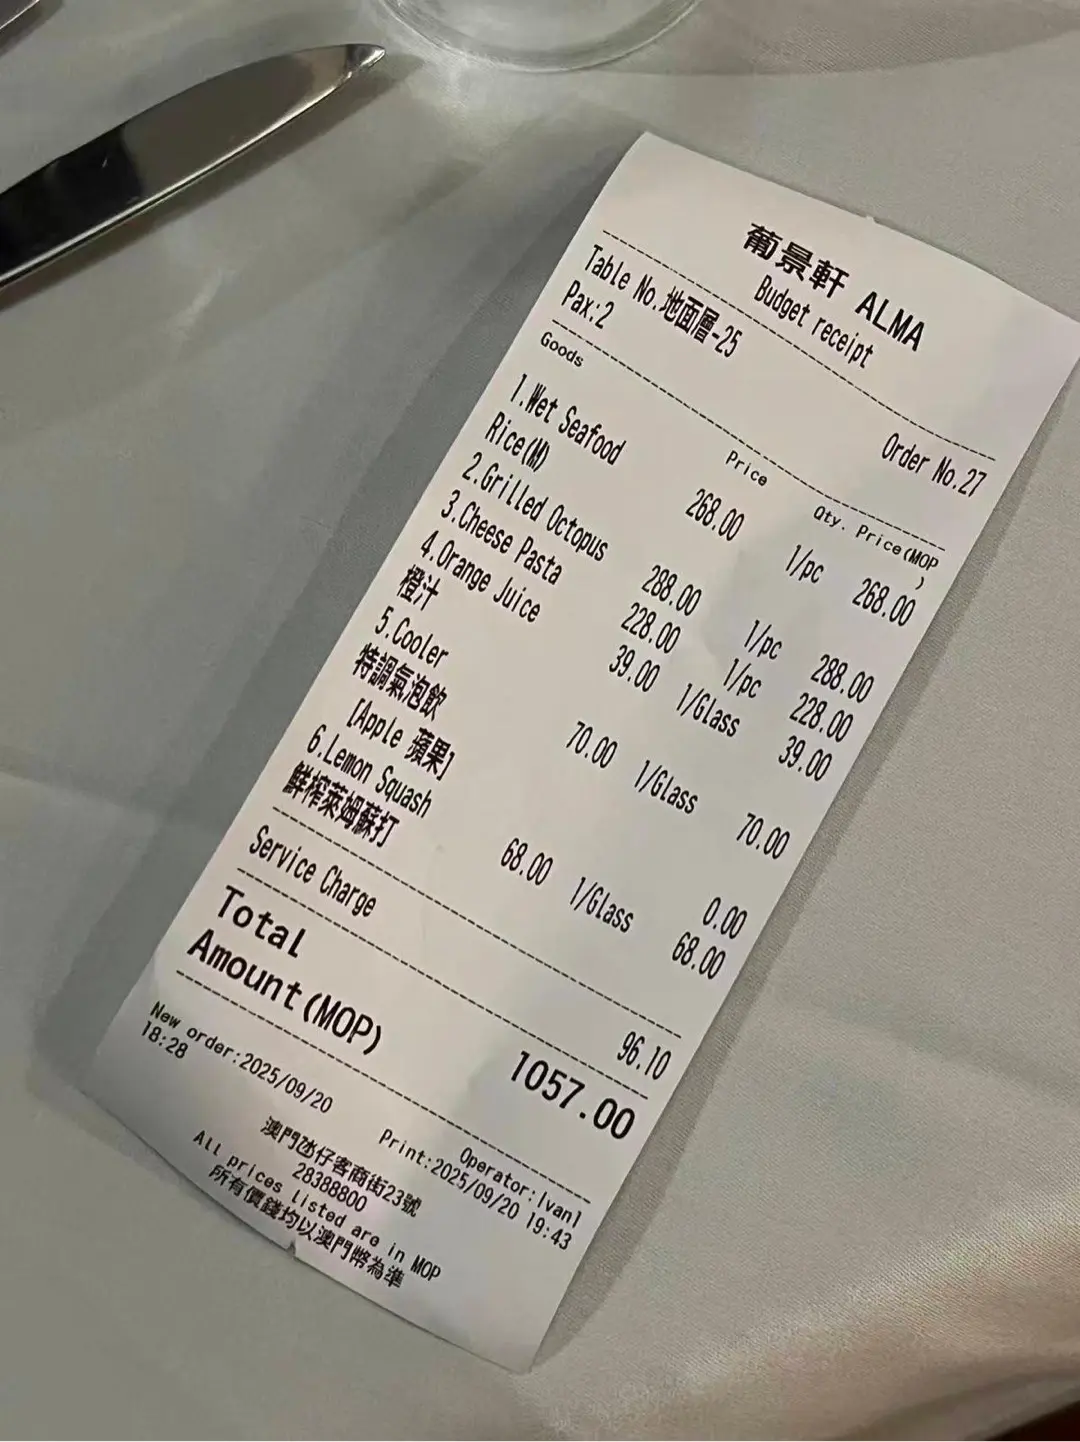 葡景軒 ALMA
Budget receipt
Table No.地面層-25
Pax:2 Order No.27
Goods Price Qty. Price(MOP
)
1.Wet Seafood
Rice(M) 268.00 1/pc 268.00
2.Grilled Octopus 288.00 1/pc 288.00
3.Cheese Pasta 228.00 1/pc 228.00
4.Orange Juice 39.00 1/Glass 39.00
橙汁
5.Cooler 70.00 1/Glass 70.00
特調氣泡飲
[Apple 蘋果] 0.00
6.Lemon Squash 68.00 1/Glass 68.00
鮮榨萊姆蘇打
Service Charge 96.10
Total
Amount(MOP) 1057.00
New order:2025/09/20
18:28
Operator:Ivan1
Print:2025/09/20 19:43
澳門氹仔客商街23號
28388800
All prices listed are in MOP
所有價錢均以澳門幣為準